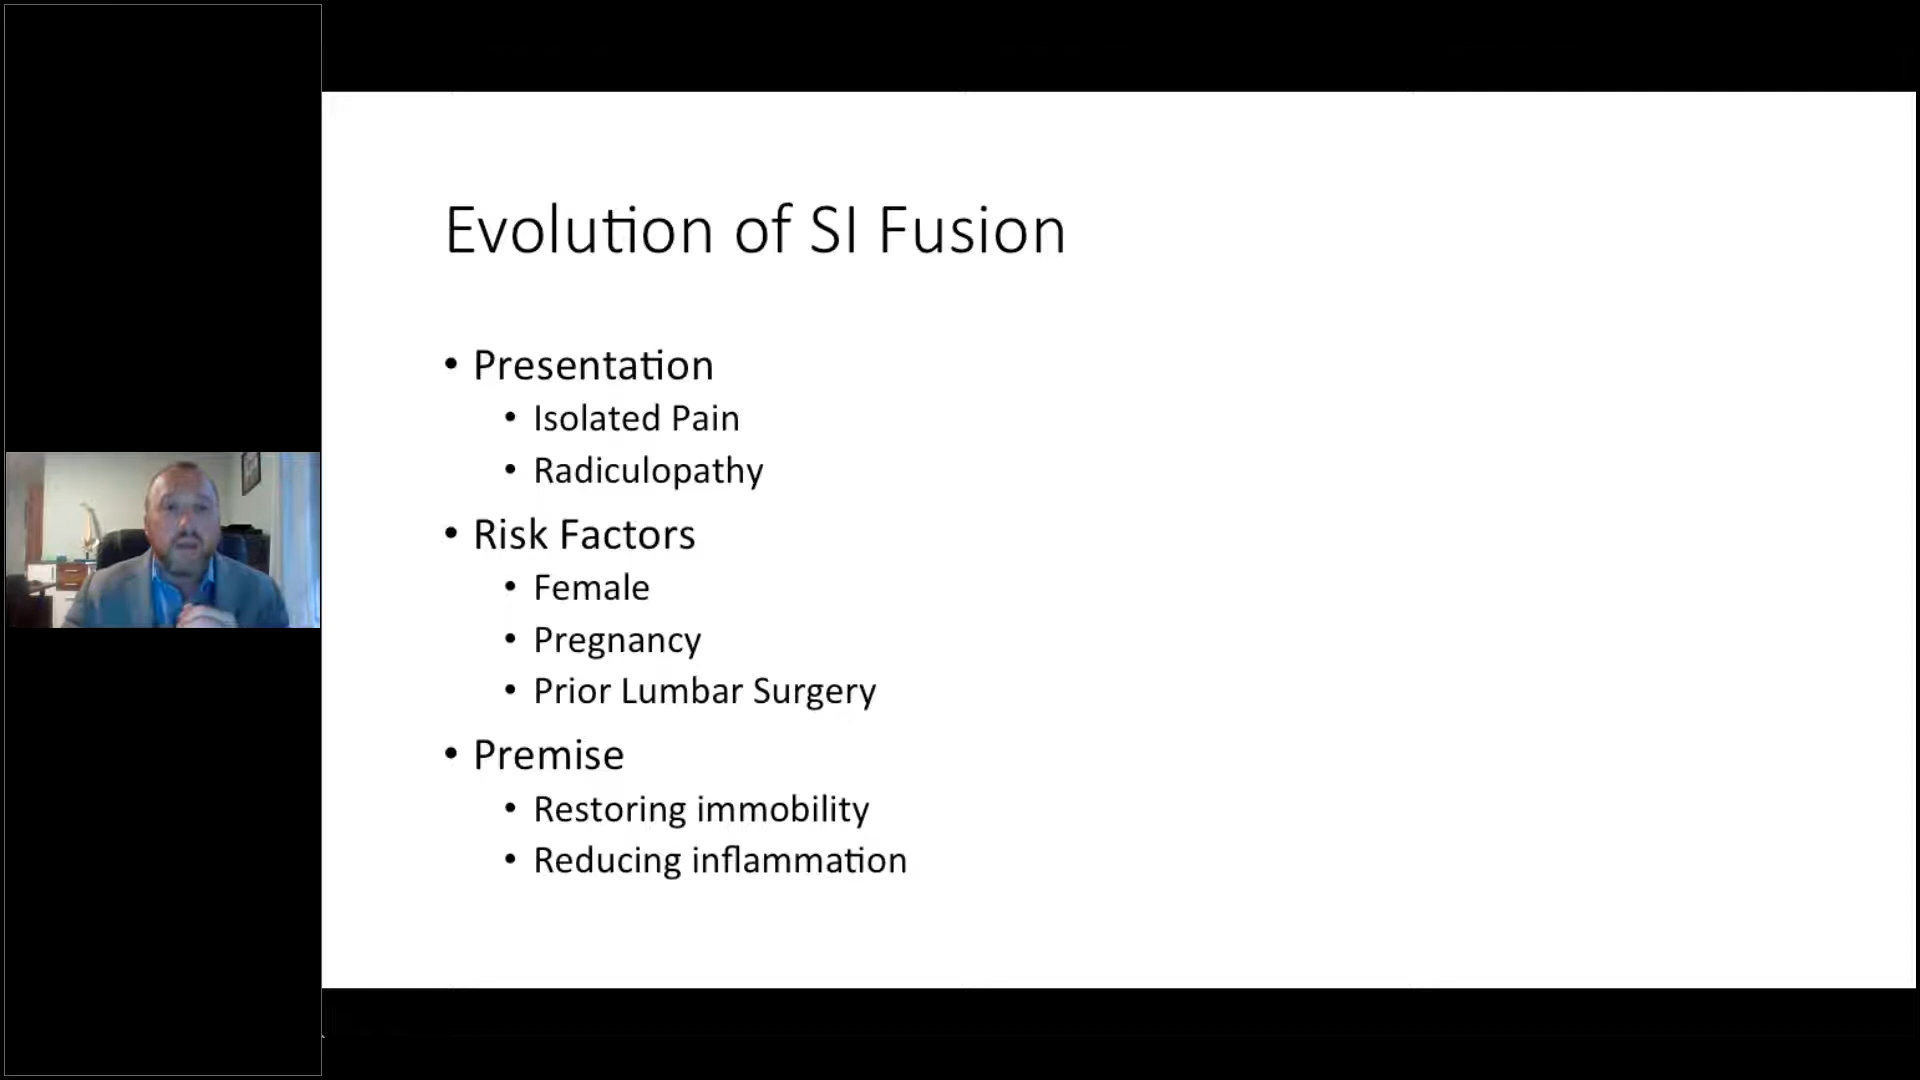 Evolution of SI Fusion
• Presentation
• Isolated Pain
• Radiculopathy
• Risk Factors
• Female
• Pregnancy
• Prior Lumbar Surgery
• Premise
• Restoring immobility
• Reducing inflammation